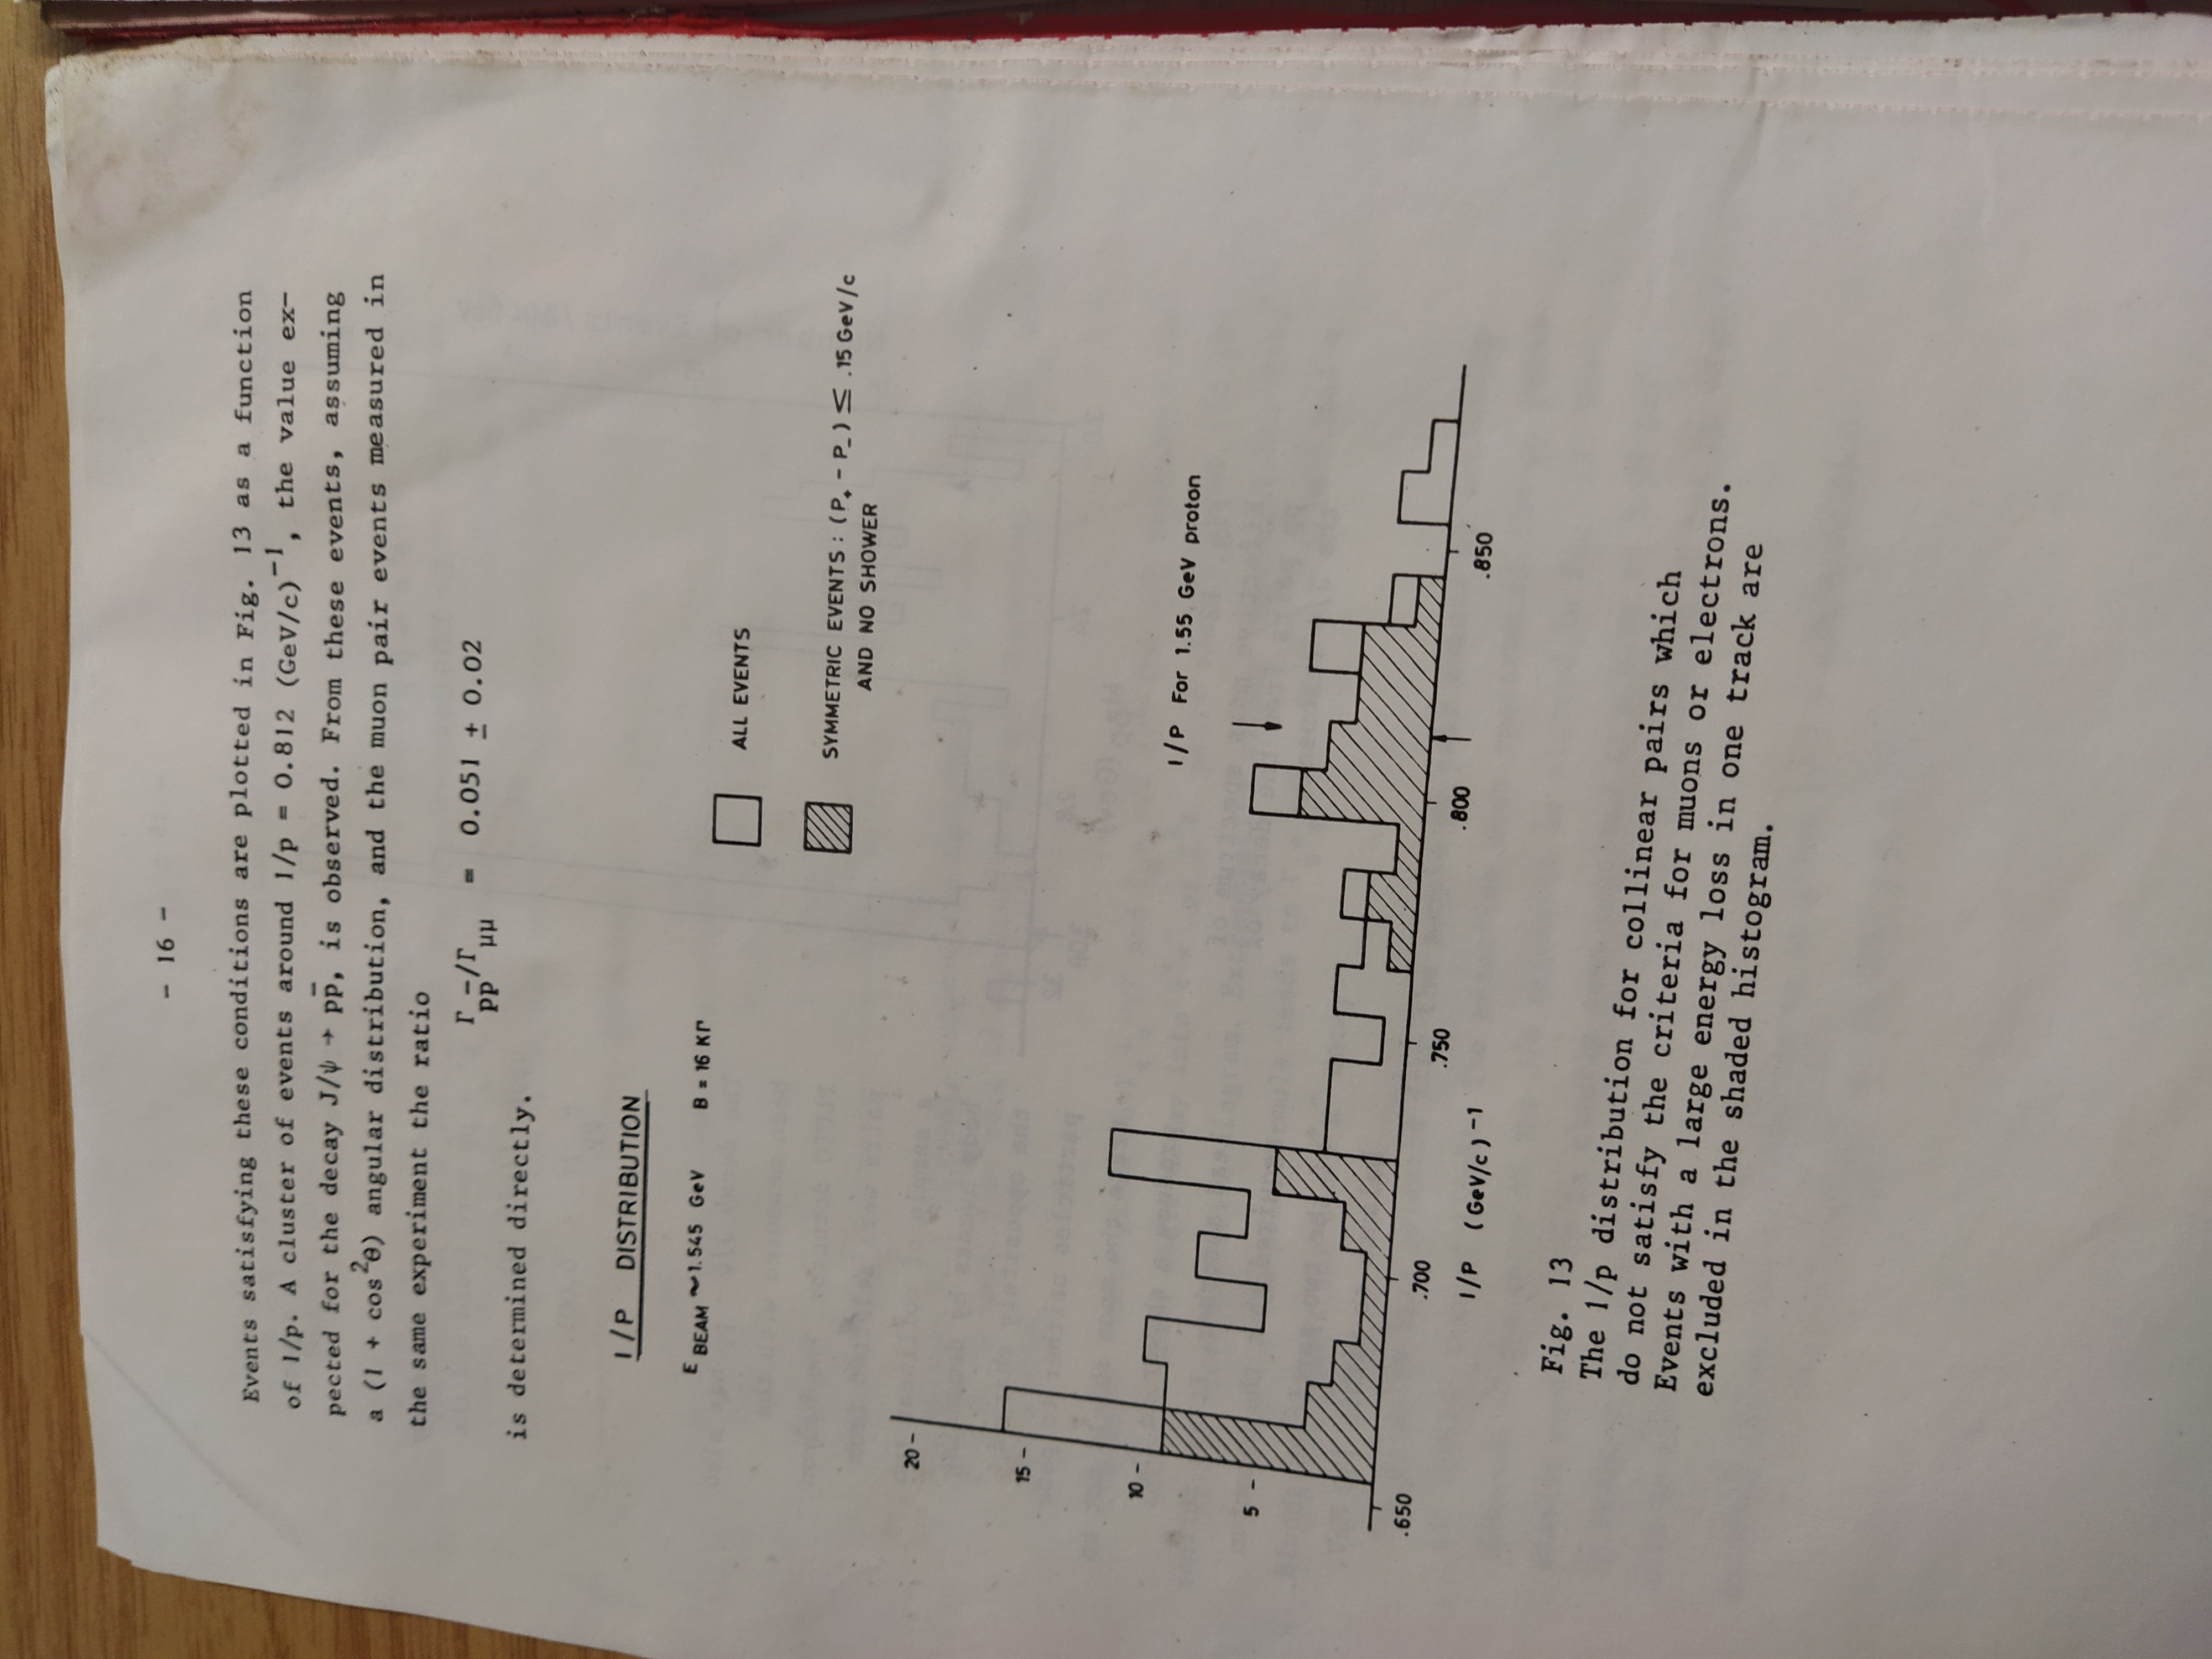 - 16 -
Events satisfying these conditions are plotted in Fig. 13 as a function
of 1/p. A cluster of events around 1/p = 0.812 (GeV/c)⁻¹, the value ex-
pected for the decay J/ψ → pp̄, is observed. From these events, assuming
a (1 + cos²θ) angular distribution, and the muon pair events measured in
the same experiment the ratio
Γpp̄/Γμμ = 0.051 ± 0.02
is determined directly.
1/P DISTRIBUTION
E BEAM ~1.545 GeV B = 16 KΓ
ALL EVENTS
SYMMETRIC EVENTS: (P₊ - P₋) ≤ .15 GeV/c
AND NO SHOWER
20
15
10
5
1/P For 1.55 GeV proton
.650 .700 .750 .800 .850
1/P (GeV/c)⁻¹
Fig. 13
The 1/p distribution for collinear pairs which
do not satisfy the criteria for muons or electrons.
Events with a large energy loss in one track are
excluded in the shaded histogram.